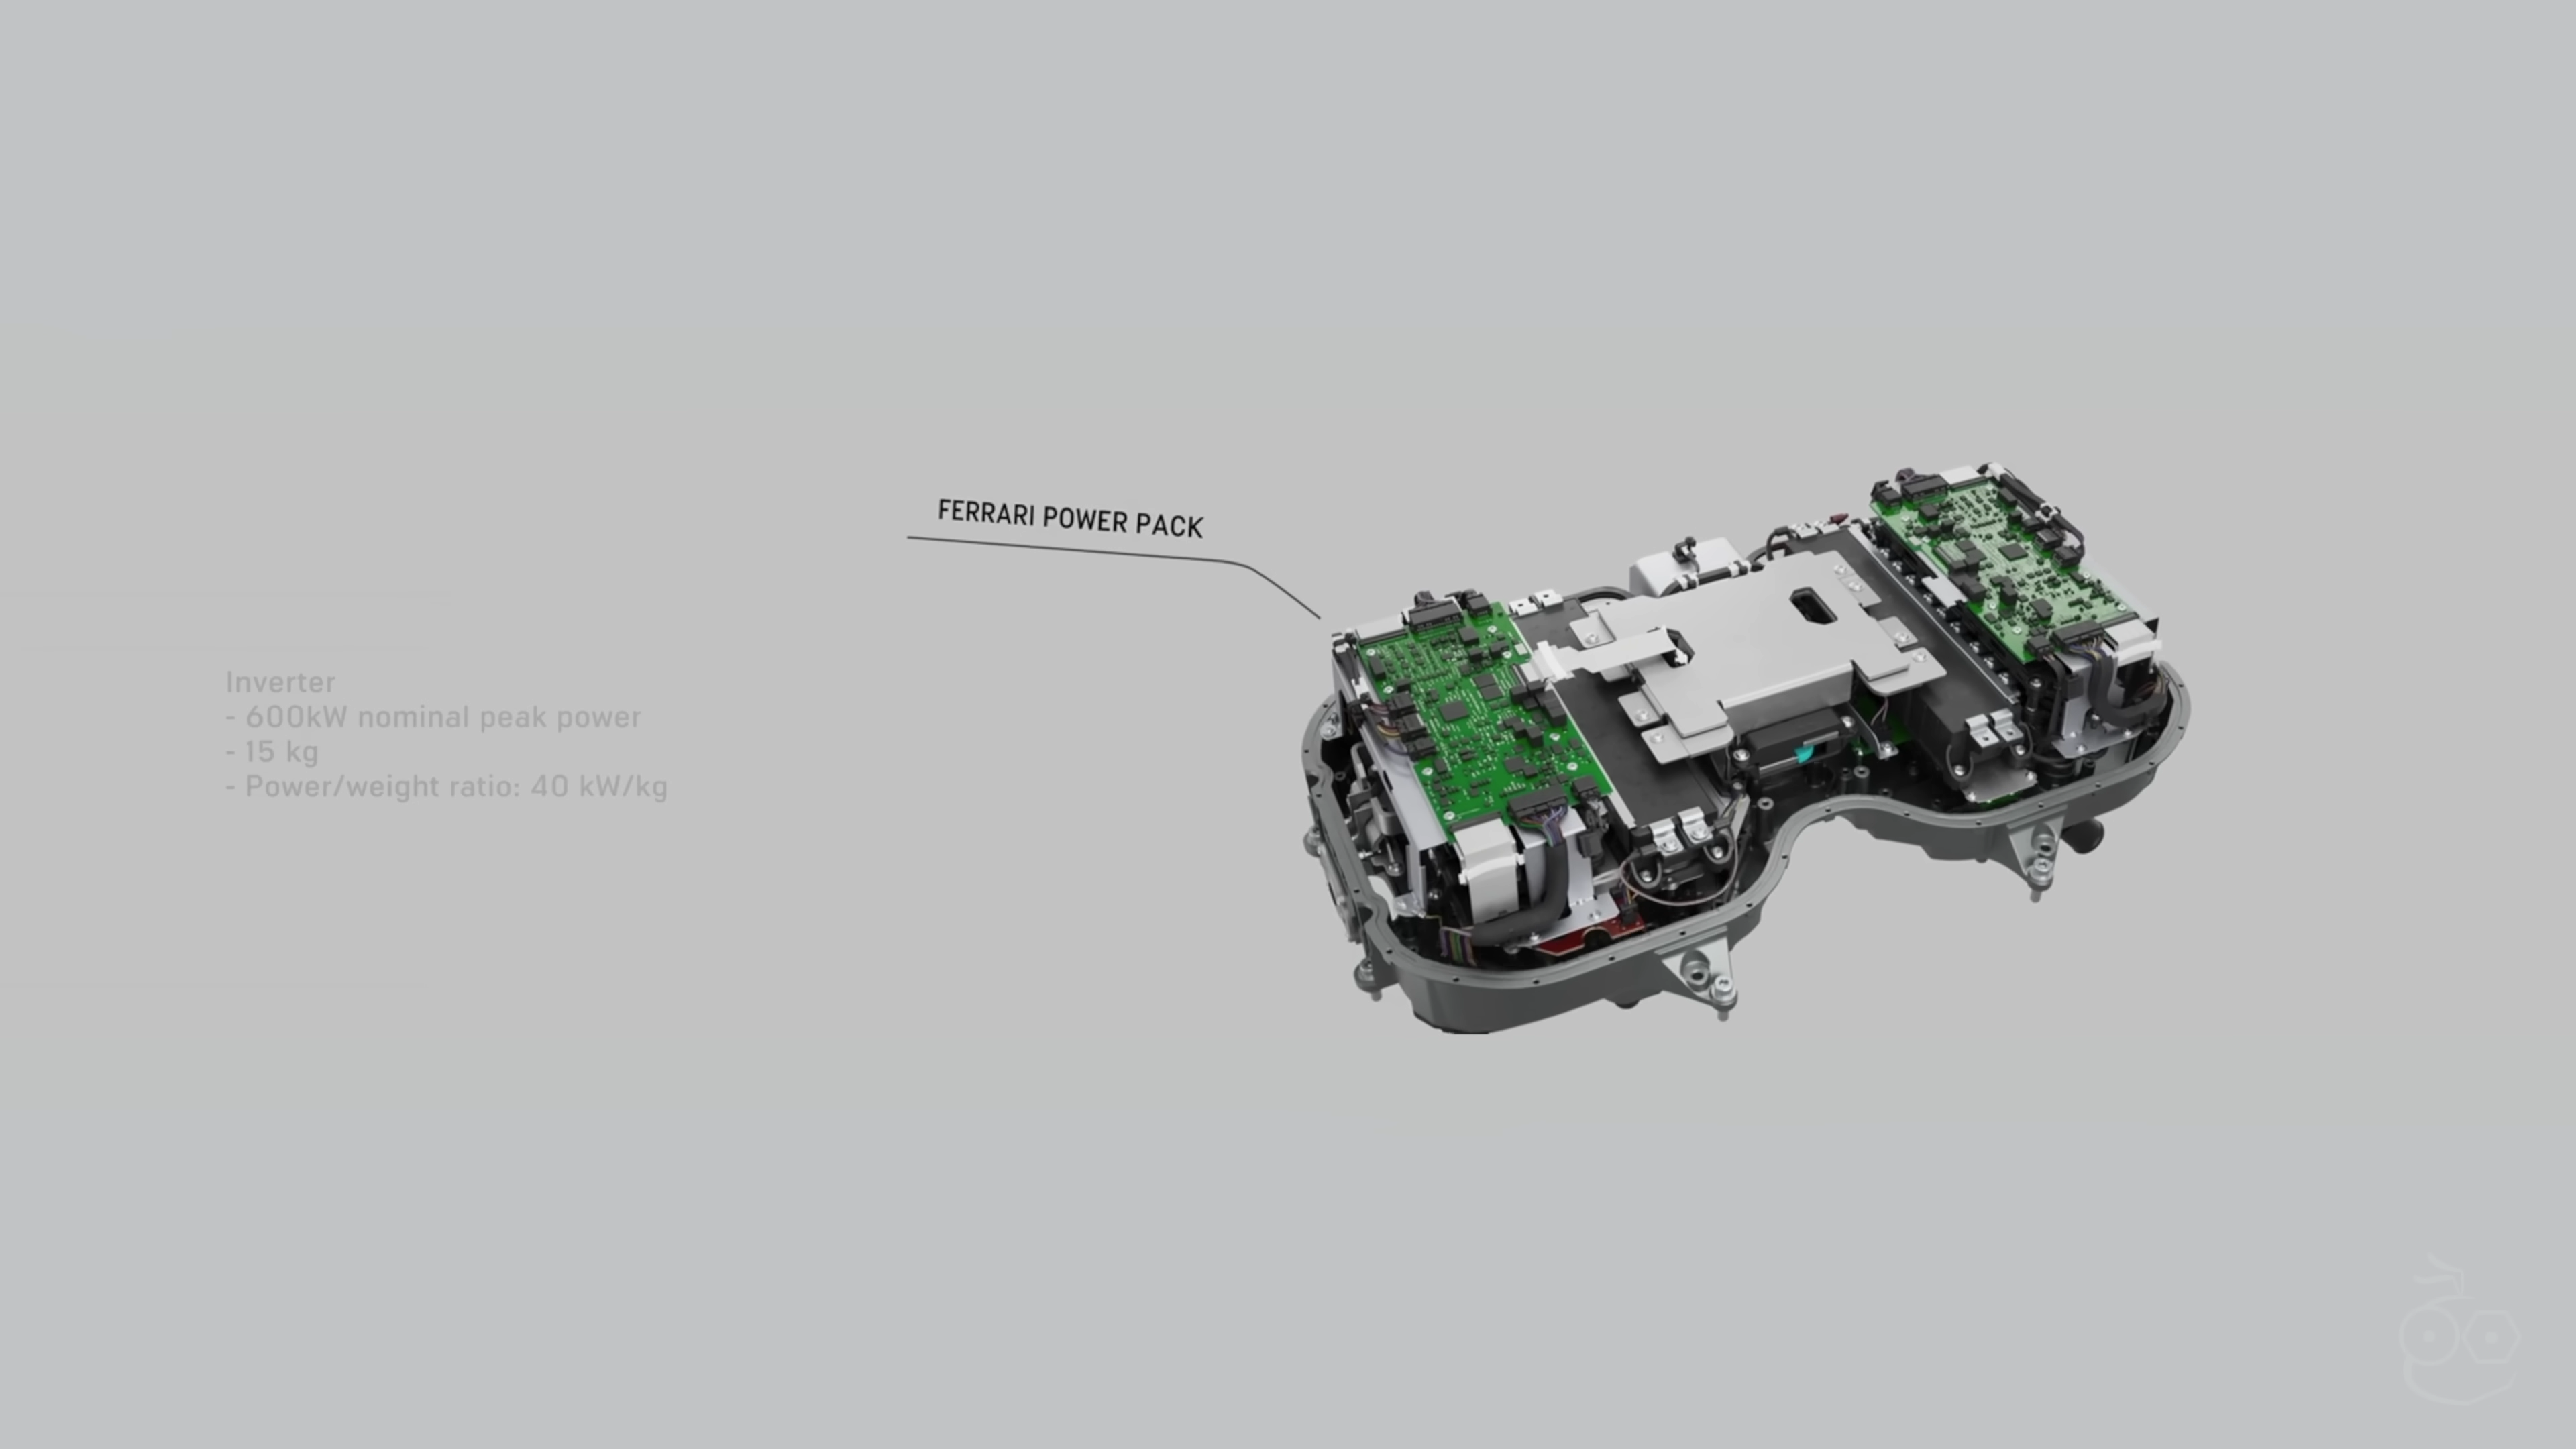 FERRARI POWER PACK
Inverter
- 600kW nominal peak power
- 15 kg
- Power/weight ratio: 40 kW/kg